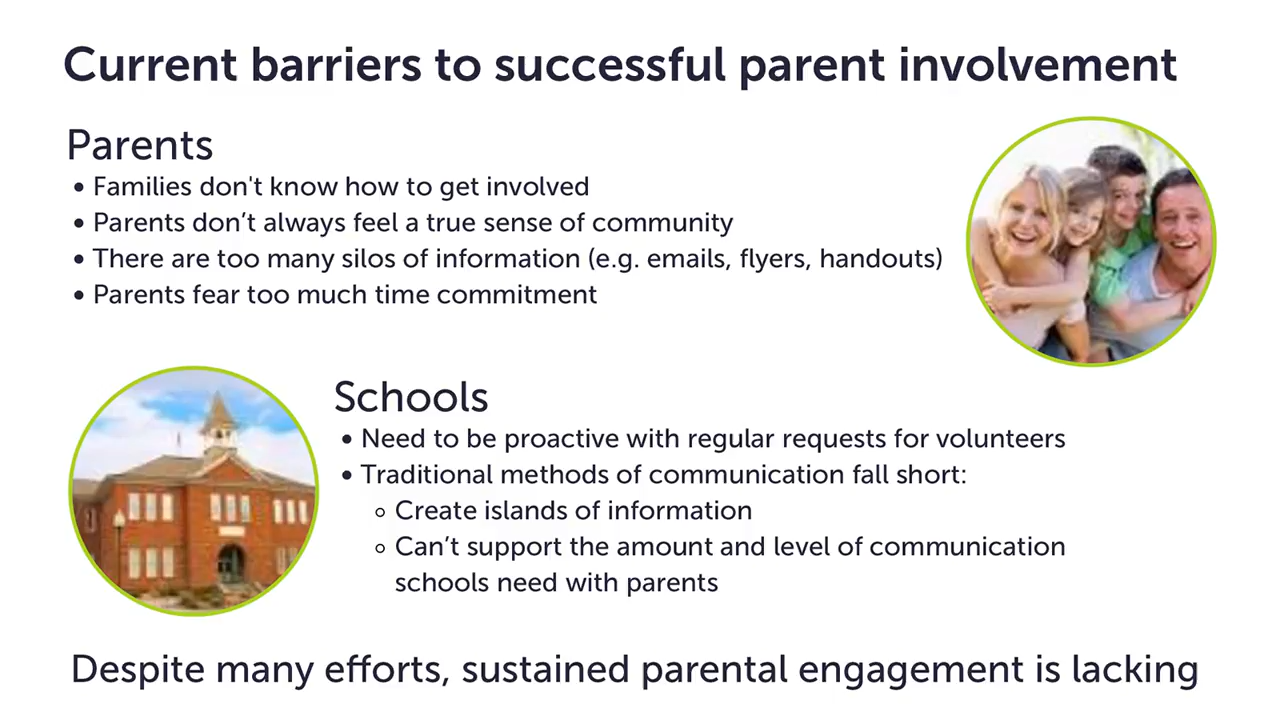 Current barriers to successful parent involvement
Parents
• Families don't know how to get involved
• Parents don’t always feel a true sense of community
• There are too many silos of information (e.g. emails, flyers, handouts)
• Parents fear too much time commitment
Schools
• Need to be proactive with regular requests for volunteers
• Traditional methods of communication fall short:
◦ Create islands of information
◦ Can’t support the amount and level of communication
schools need with parents
Despite many efforts, sustained parental engagement is lacking